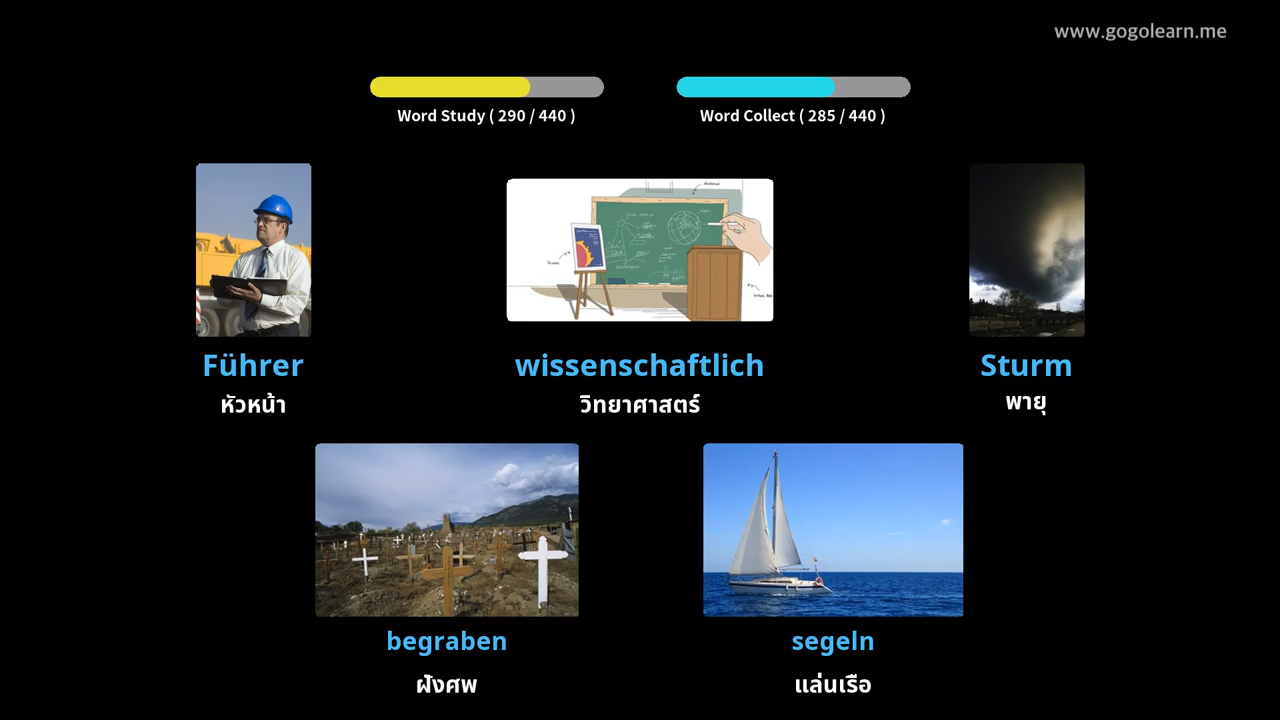 www.gogolearn.me
Word Study ( 290 / 440 )
Word Collect ( 285 / 440 )
Führer
หัวหน้า
wissenschaftlich
วิทยาศาสตร์
Sturm
พายุ
begraben
ฝังศพ
segeln
แล่นเรือ